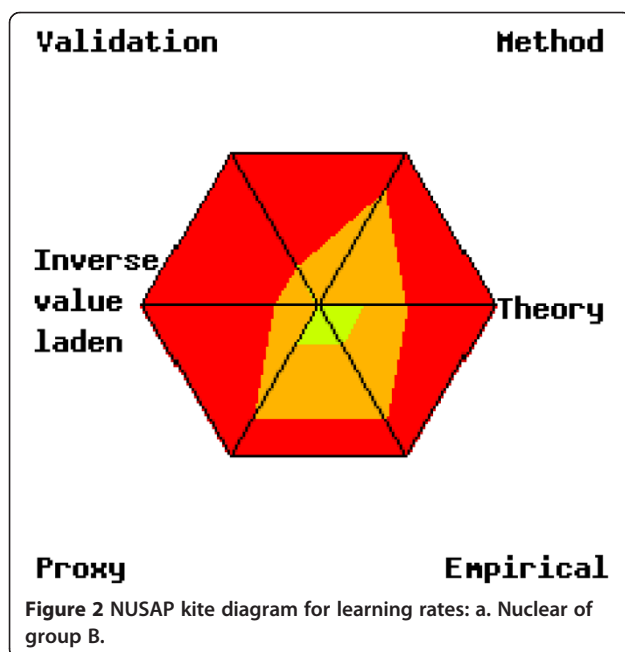 Validation Method
Inverse
value
laden
Theory
Proxy Empirical
Figure 2 NUSAP kite diagram for learning rates: a. Nuclear of
group B.